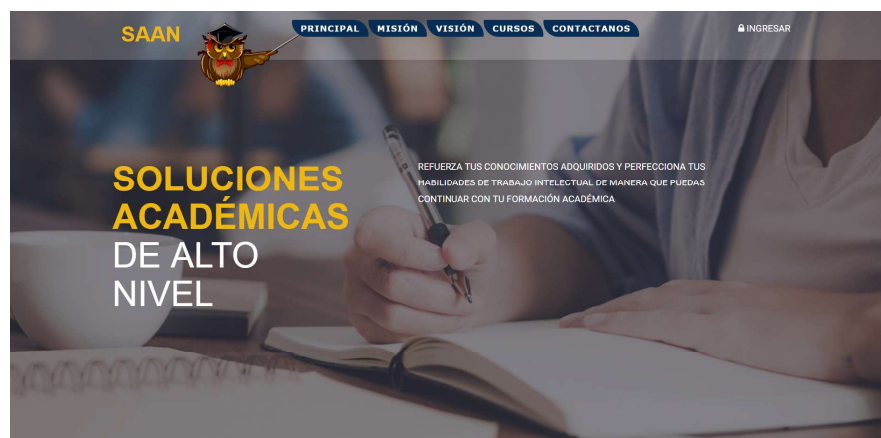 SAAN
PRINCIPAL MISIÓN VISIÓN CURSOS CONTACTANOS
INGRESAR
SOLUCIONES
ACADÉMICAS
DE ALTO
NIVEL
REFUERZA TUS CONOCIMIENTOS ADQUIRIDOS Y PERFECCIONA TUS
HABILIDADES DE TRABAJO INTELECTUAL DE MANERA QUE PUEDAS
CONTINUAR CON TU FORMACIÓN ACADÉMICA